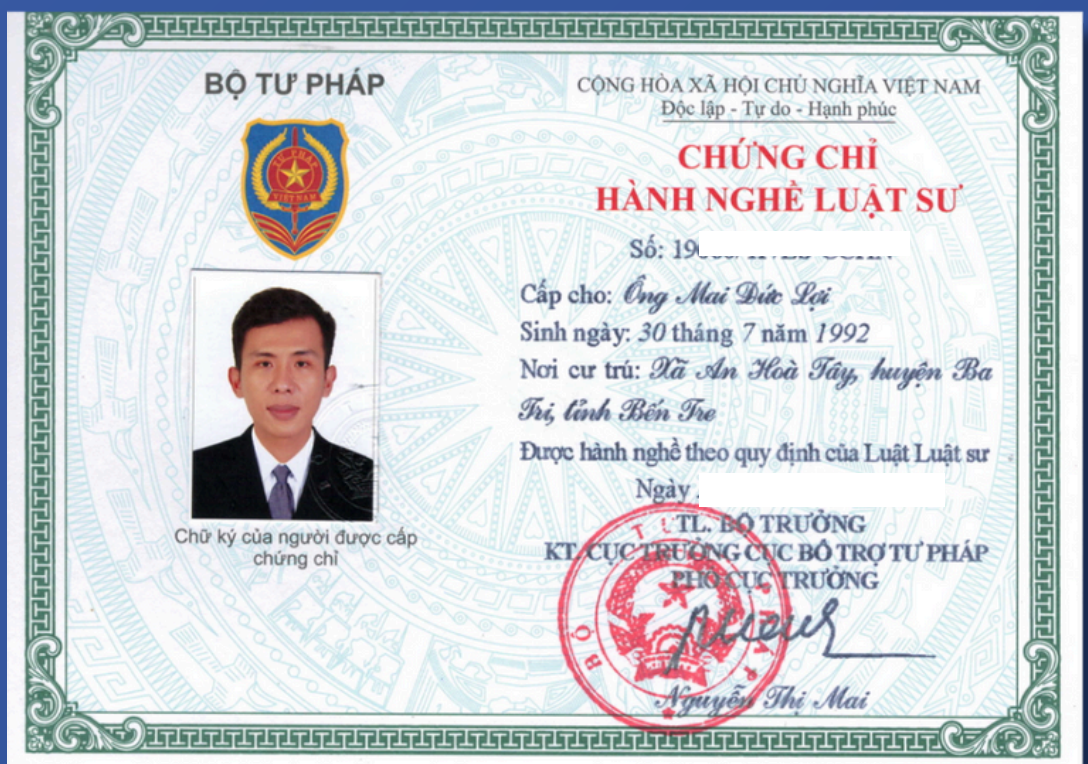 BỘ TƯ PHÁP
TƯ PHÁP
VIETNAM
Chữ ký của người được cấp
chứng chỉ
CỘNG HÒA XÃ HỘI CHỦ NGHĨA VIỆT NAM
Độc lập - Tự do - Hạnh phúc
CHỨNG CHỈ
HÀNH NGHỀ LUẬT SƯ
Số:
Cấp cho: Ông Mai Đức Lợi
Sinh ngày: 30 tháng 7 năm 1992
Nơi cư trú: Xã An Hoà Tây, huyện Ba
Tri, tỉnh Bến Tre
Được hành nghề theo quy định của Luật Luật sư
Ngày
TL. BỘ TRƯỞNG
KT. CỤC TRƯỞNG CỤC BỔ TRỢ TƯ PHÁP
PHÓ CỤC TRƯỞNG
Nguyễn Thị Mai